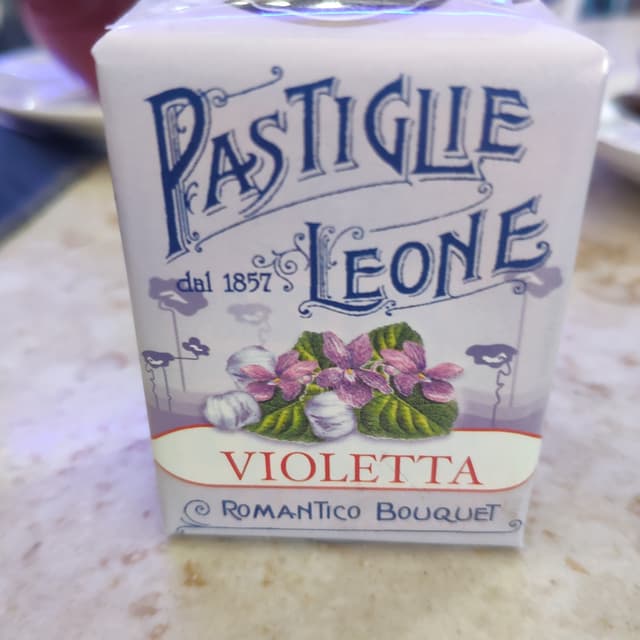 PASTIGLIE
LEONE
dal 1857
VIOLETTA
ROMANTICO BOUQUET